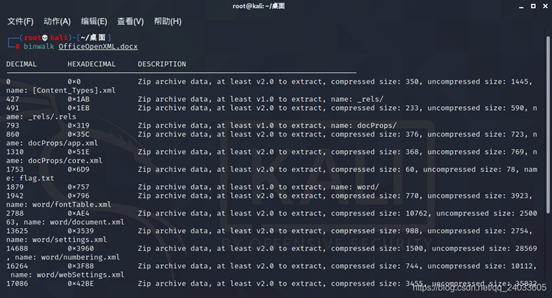 root@kali: ~/桌面
文件(F) 动作(A) 编辑(E) 查看(V) 帮助(H)
(root💀kali)-[~/桌面]
# binwalk OfficeOpenXML.docx
DECIMAL HEXADECIMAL DESCRIPTION
0 0x0 Zip archive data, at least v2.0 to extract, compressed size: 350, uncompressed size: 1445,
name: [Content_Types].xml
427 0x1AB Zip archive data, at least v1.0 to extract, name: _rels/
491 0x1EB Zip archive data, at least v2.0 to extract, compressed size: 233, uncompressed size: 590, n
ame: _rels/.rels
793 0x319 Zip archive data, at least v1.0 to extract, name: docProps/
860 0x35C Zip archive data, at least v2.0 to extract, compressed size: 376, uncompressed size: 723, n
ame: docProps/app.xml
1310 0x51E Zip archive data, at least v2.0 to extract, compressed size: 368, uncompressed size: 769, n
ame: docProps/core.xml
1753 0x6D9 Zip archive data, at least v2.0 to extract, compressed size: 60, uncompressed size: 78, nam
e: flag.txt
1879 0x757 Zip archive data, at least v1.0 to extract, name: word/
1942 0x796 Zip archive data, at least v2.0 to extract, compressed size: 770, uncompressed size: 3923,
name: word/fontTable.xml
2788 0xAE4 Zip archive data, at least v2.0 to extract, compressed size: 10762, uncompressed size: 2500
63, name: word/document.xml
13625 0x3539 Zip archive data, at least v2.0 to extract, compressed size: 988, uncompressed size: 2754,
name: word/settings.xml
14688 0x3960 Zip archive data, at least v2.0 to extract, compressed size: 1500, uncompressed size: 28569
, name: word/numbering.xml
16264 0x3F88 Zip archive data, at least v2.0 to extract, compressed size: 744, uncompressed size: 10112,
name: word/webSettings.xml
17086 0x42BE Zip archive data, at least v2.0 to extract, compressed size: 3455, uncompressed size:
KALI
BY OFFENSIVE SECURITY
https://blog.csdn.net/qq_24033605